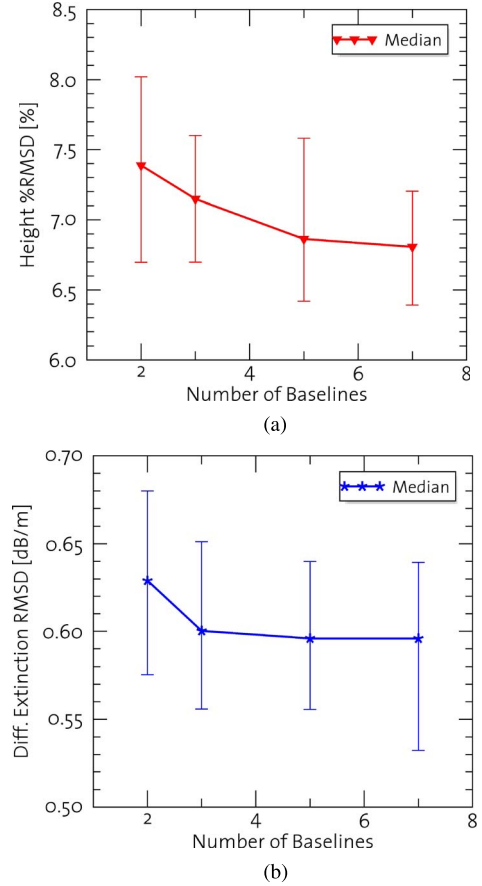 8.5
Median
8.0
7.5
7.0
6.5
6.0
Height %RMSD [%]
2 4 6 8
Number of Baselines
(a)
0.70
Median
0.65
0.60
0.55
0.50
Diff. Extinction RMSD [dB/m]
2 4 6 8
Number of Baselines
(b)